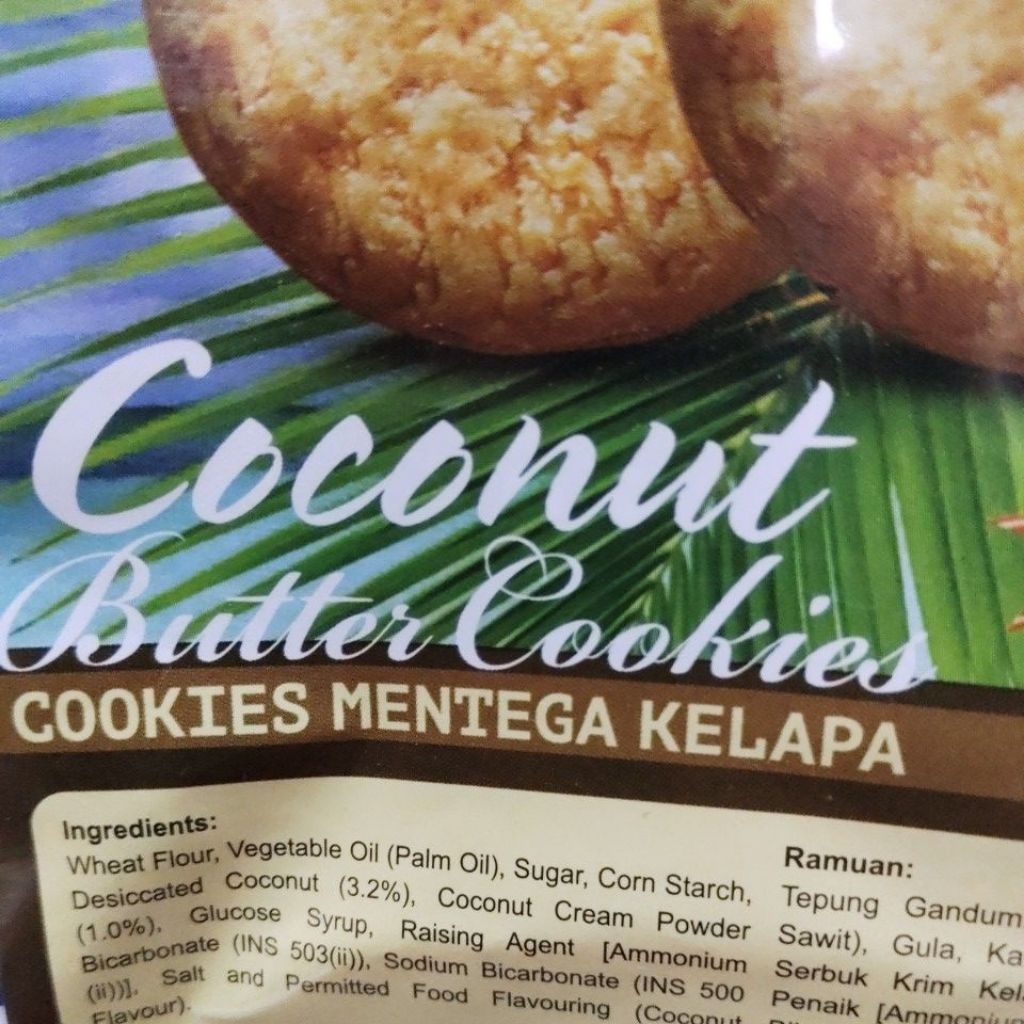 Coconut
Butter Cookies
COOKIES MENTEGA KELAPA
Ingredients:
Wheat Flour, Vegetable Oil (Palm Oil), Sugar, Corn Starch,
Desiccated Coconut (3.2%), Coconut Cream Powder
(1.0%), Glucose Syrup, Raising Agent [Ammonium
Bicarbonate (INS 503(ii)), Sodium Bicarbonate (INS 500
(ii))], Salt and Permitted Food Flavouring (Coconut
Flavour).
Ramuan:
Tepung Gandum
Sawit), Gula, Ka
Serbuk Krim Kel
Penaik [Ammonium